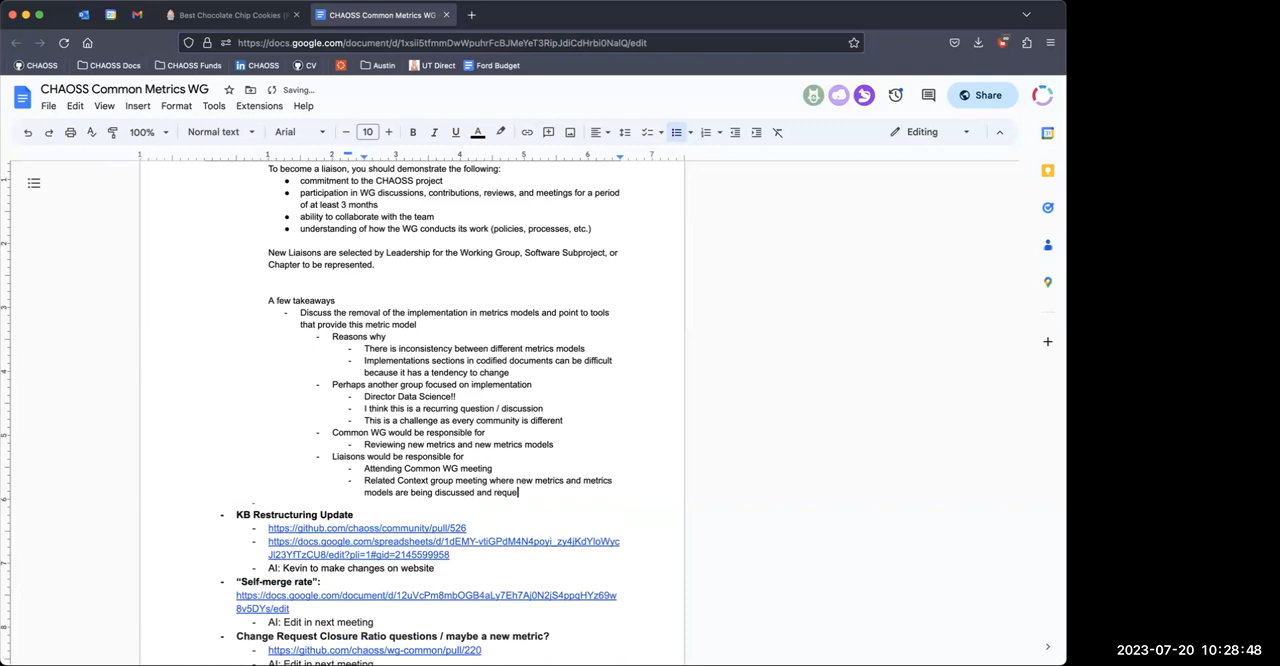 Best Chocolate Chip Cookies (
CHAOSS Common Metrics WG
https://docs.google.com/document/d/1xsil5tfmmDwWpuhrFcBJMeYeT3RipJdiCdHrbi0NalQ/edit
CHAOSS
CHAOSS Docs
CHAOSS Funds
CHAOSS
CV
Austin
UT Direct
Ford Budget
CHAOSS Common Metrics WG
Saving...
File Edit View Insert Format Tools Extensions Help
Share
100%
Normal text
Arial
10
Editing
1 1 2 3 4 5 6 7
To become a liaison, you should demonstrate the following:
● commitment to the CHAOSS project
● participation in WG discussions, contributions, reviews, and meetings for a period
of at least 3 months
● ability to collaborate with the team
● understanding of how the WG conducts its work (policies, processes, etc.)
New Liaisons are selected by Leadership for the Working Group, Software Subproject, or
Chapter to be represented.
A few takeaways
- Discuss the removal of the implementation in metrics models and point to tools
that provide this metric model
- Reasons why
- There is inconsistency between different metrics models
- Implementations sections in codified documents can be difficult
because it has a tendency to change
- Perhaps another group focused on implementation
- Director Data Science!!
- I think this is a recurring question / discussion
- This is a challenge as every community is different
- Common WG would be responsible for
- Reviewing new metrics and new metrics models
- Liaisons would be responsible for
- Attending Common WG meeting
- Related Context group meeting where new metrics and metrics
models are being discussed and reque
-
- KB Restructuring Update
- https://github.com/chaoss/community/pull/526
- https://docs.google.com/spreadsheets/d/1dEMY-vtiGPdM4N4poyi_zy4jKdYloWyc
Jl23YfTzCU8/edit?pli=1#gid=2145599958
- AI: Kevin to make changes on website
- “Self-merge rate”:
https://docs.google.com/document/d/12uVcPm8mbOGB4aLy7Eh7Aj0N2jS4ppqHYz69w
8v5DYs/edit
- AI: Edit in next meeting
- Change Request Closure Ratio questions / maybe a new metric?
- https://github.com/chaoss/wg-common/pull/220
- AI: Edit in next meeting
2023-07-20 10:28:48